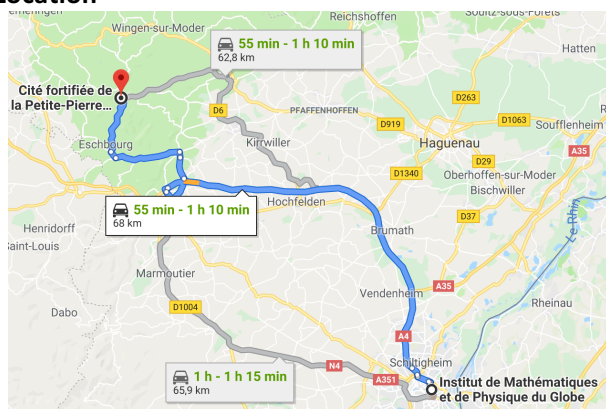 Location
Wingen-sur-Moder
Reichshoffen
Soultz-sous-Forêts
55 min - 1 h 10 min
62,8 km
Hatten
Cité fortifiée de
la Petite-Pierre...
D6
PFAFFENHOFFEN
D263
D919
D1063
Soufflenheim
Eschbourg
Kirrwiller
Haguenau
A35
D29
D1340
Oberhoffen-sur-Moder
Bischwiller
55 min - 1 h 10 min
68 km
Hochfelden
D37
Le Rhin
Henridorff
Saint-Louis
Brumath
Marmoutier
Vendenheim
A35
Rheinau
Dabo
D1004
A4
Schiltigheim
N4
1 h - 1 h 15 min
65,9 km
A351
Institut de Mathématiques
et de Physique du Globe